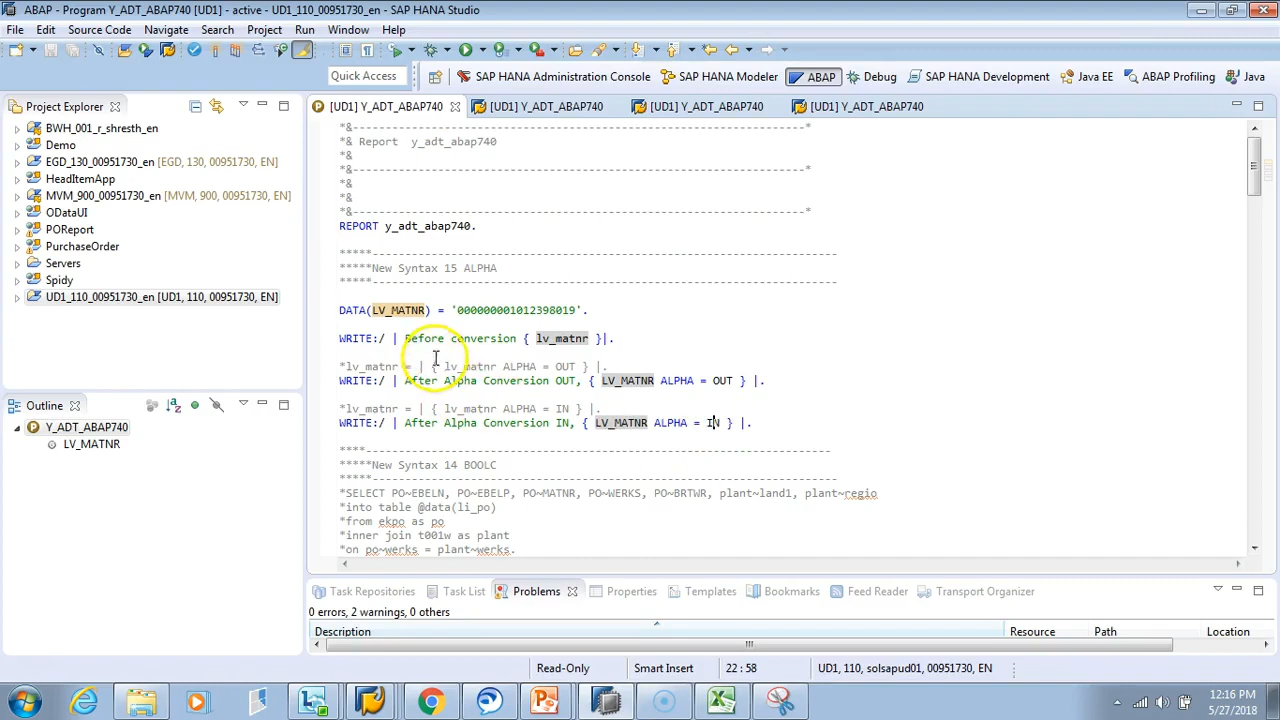 ABAP - Program Y_ADT_ABAP740 [UD1] - active - UD1_110_00951730_en - SAP HANA Studio
File Edit Source Code Navigate Search Project Run Window Help
Quick Access SAP HANA Administration Console SAP HANA Modeler ABAP Debug SAP HANA Development Java EE ABAP Profiling Java
Project Explorer
BWH_001_r_shresth_en
Demo
EGD_130_00951730_en [EGD, 130, 00951730, EN]
HeadItemApp
MVM_900_00951730_en [MVM, 900, 00951730, EN]
ODataUI
POReport
PurchaseOrder
Servers
Spidy
UD1_110_00951730_en [UD1, 110, 00951730, EN]
Outline
Y_ADT_ABAP740
LV_MATNR
[UD1] Y_ADT_ABAP740 [UD1] Y_ADT_ABAP740 [UD1] Y_ADT_ABAP740 [UD1] Y_ADT_ABAP740
*&---------------------------------------------------------------------*
*& Report  y_adt_abap740
*&
*&---------------------------------------------------------------------*
*&
*&
*&---------------------------------------------------------------------*
REPORT y_adt_abap740.
*****----------------------------------------------------------------------
*****New Syntax 15 ALPHA
*****----------------------------------------------------------------------
DATA(LV_MATNR) = '000000001012398019'.
WRITE:/ | Before conversion { lv_matnr }|.
*lv_matnr = | { lv_matnr ALPHA = OUT } |.
WRITE:/ | After Alpha Conversion OUT, { LV_MATNR ALPHA = OUT } |.
*lv_matnr = | { lv_matnr ALPHA = IN } |.
WRITE:/ | After Alpha Conversion IN, { LV_MATNR ALPHA = IN } |.
****----------------------------------------------------------------------
*****New Syntax 14 BOOLC
*****----------------------------------------------------------------------
*SELECT PO~EBELN, PO~EBELP, PO~MATNR, PO~WERKS, PO~BRTWR, plant~land1, plant~regio
*into table @data(li_po)
*from ekpo as po
*inner join t001w as plant
*on po~werks = plant~werks.
Task Repositories Task List Problems Properties Templates Bookmarks Feed Reader Transport Organizer
0 errors, 2 warnings, 0 others
Description Resource Path Location
Read-Only Smart Insert 22 : 58 UD1, 110, solsapud01, 00951730, EN
12:16 PM
5/27/2018